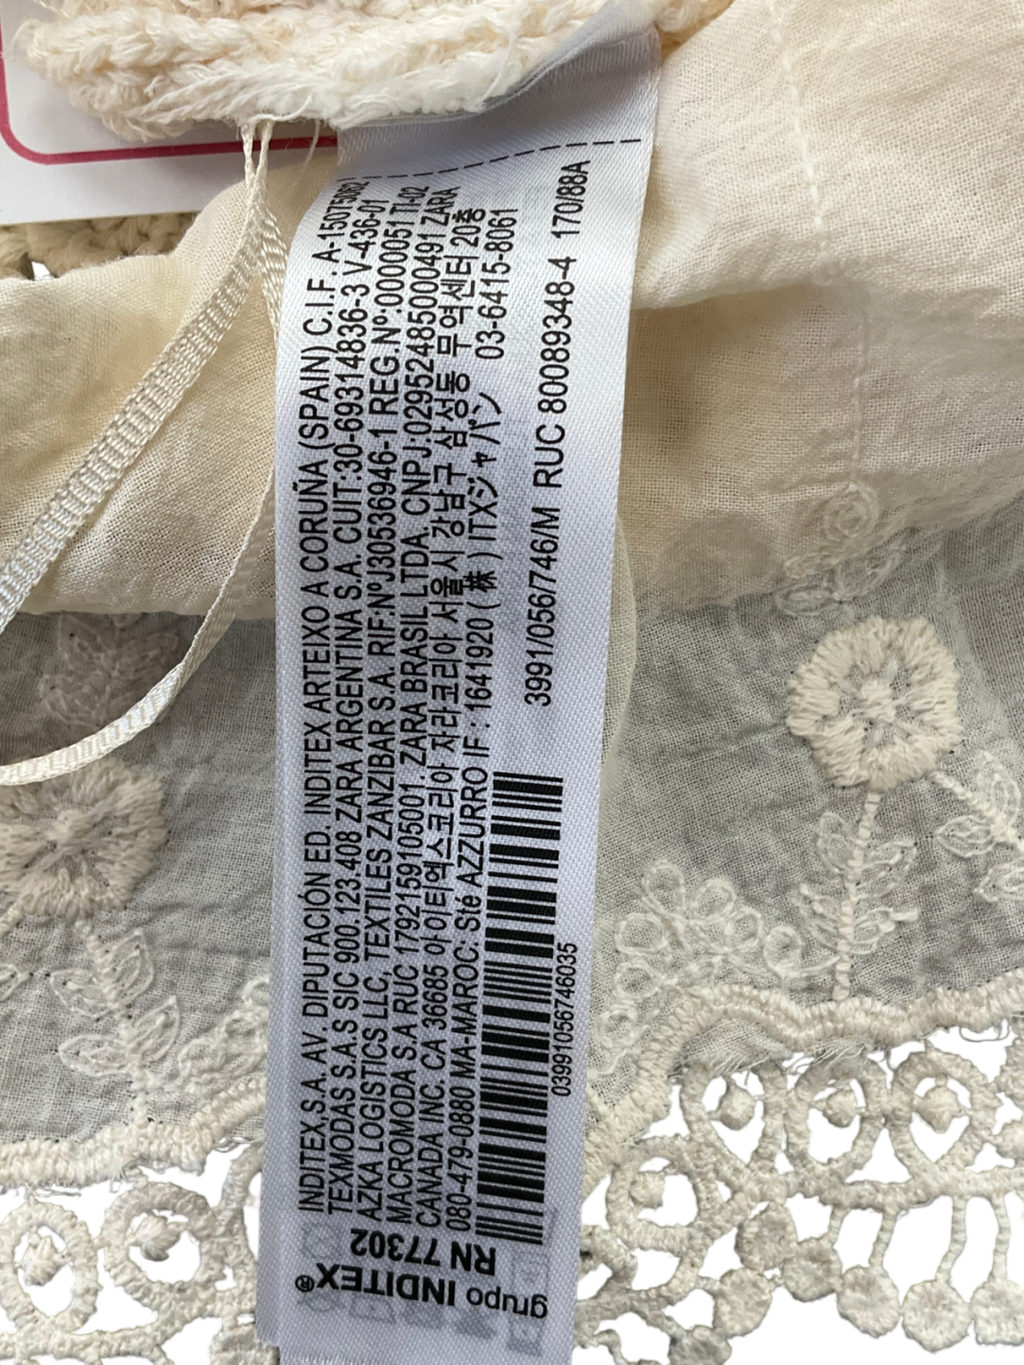 INDITEX,S.A. AV. DIPUTACIÓN ED. INDITEX ARTEIXO A CORUÑA (SPAIN) C.I.F. A-15075062
TEXMODAS S.A.S SIC 900.123.408 ZARA ARGENTINA S.A. CUIT:30-69314836-3 V-436-01
AZKA LOGISTICS LLC, TEXTILES ZANZIBAR S.A. RIF:NºJ30536946-1 REG.Nº:0000051 TI-02
MACROMODA S.A RUC 1792159105001. ZARA BRASIL LTDA. CNPJ:02952485000491 ZARA
CANADA INC. CA 36685 아이티엑스코리아 자라코리아 서울시 강남구 삼성동 무역센터 20층
080-479-0880 MA-MAROC: Sté AZZURRO IF : 1641920 ( 株 ) ITXジャパン 03-6415-8061
3991/056/746/M RUC 80089348-4 170/88A
03991056746035
RN 77302
grupo INDITEX®